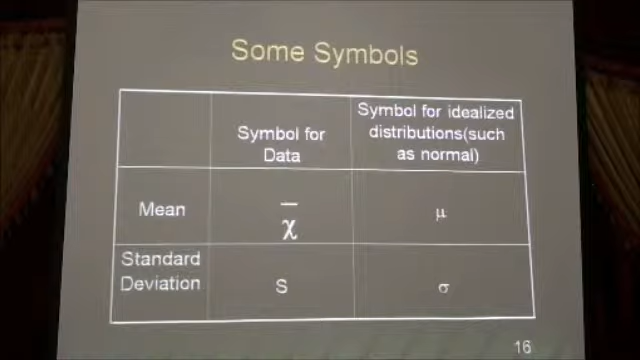 Some Symbols
Symbol for
Data
Symbol for idealized
distributions(such
as normal)
Mean
χ̅
μ
Standard
Deviation
S
σ
16